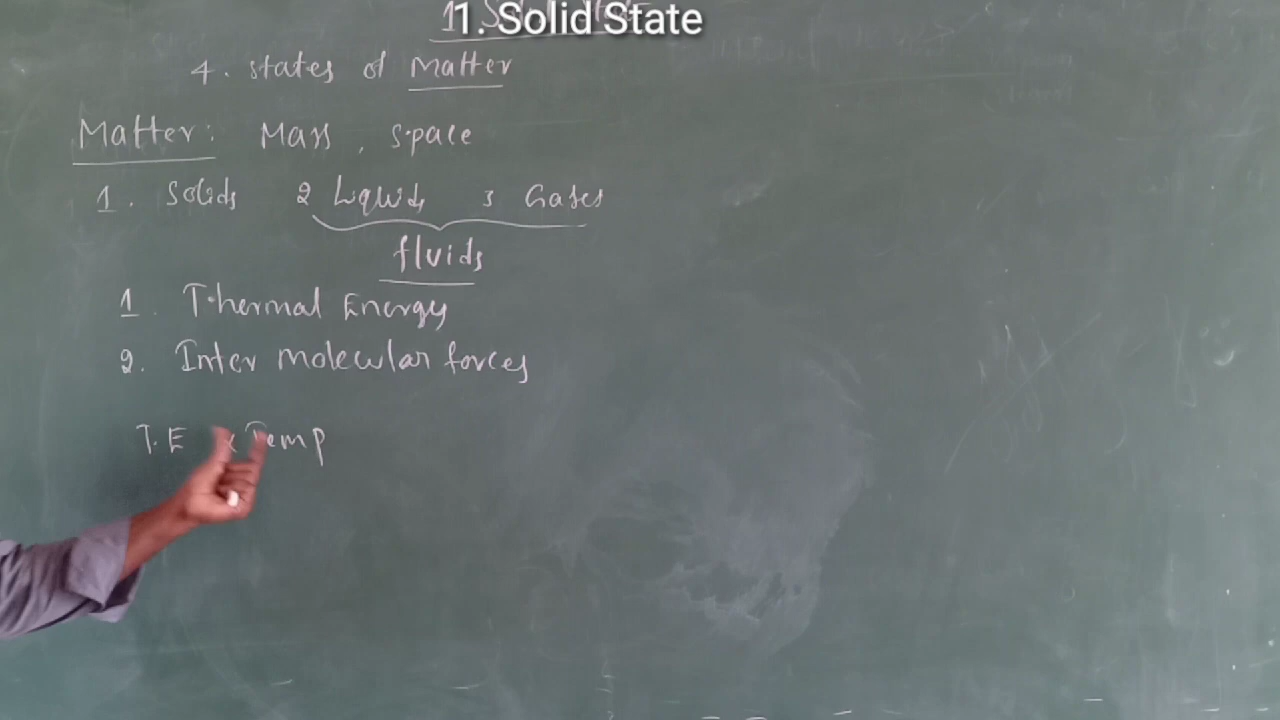 1. Solid State
4. States of Matter
Matter: Mass, Space
1. Solids 2 Liquids 3 Gases
fluids
1. Thermal Energy
2. Inter molecular forces
T.E ∝ Temp